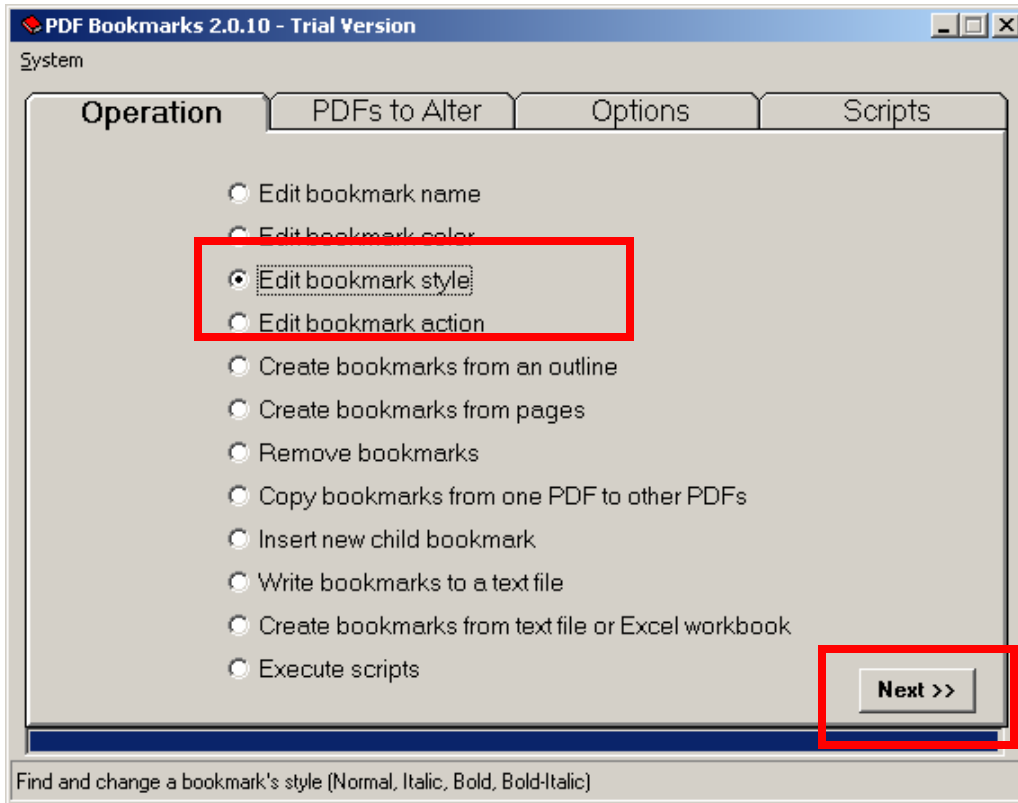 PDF Bookmarks 2.0.10 - Trial Version
System
Operation PDFs to Alter Options Scripts
Edit bookmark name
Edit bookmark color
Edit bookmark style
Edit bookmark action
Create bookmarks from an outline
Create bookmarks from pages
Remove bookmarks
Copy bookmarks from one PDF to other PDFs
Insert new child bookmark
Write bookmarks to a text file
Create bookmarks from text file or Excel workbook
Execute scripts
Next >>
Find and change a bookmark's style (Normal, Italic, Bold, Bold-Italic)